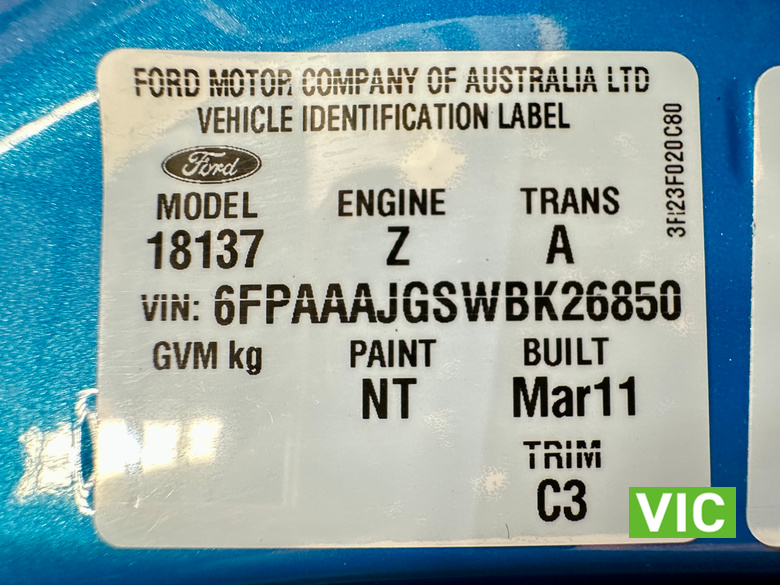 FORD MOTOR COMPANY OF AUSTRALIA LTD
VEHICLE IDENTIFICATION LABEL
Ford
MODEL ENGINE TRANS
18137 Z A
VIN: 6FPAAAJGSWBK26850
GVM kg PAINT BUILT
NT Mar11
TRIM
C3
3R23F020C80
VIC